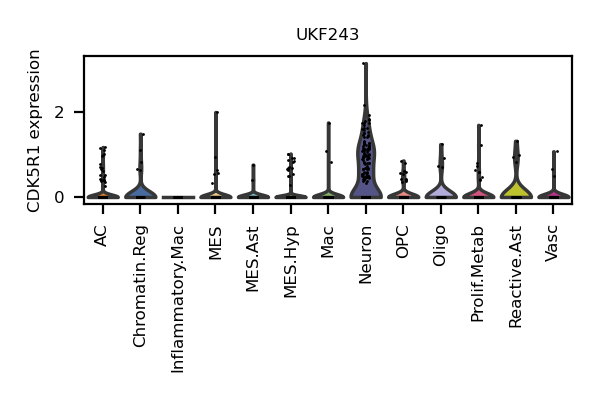 UKF243
CDK5R1 expression
2
0
AC
Chromatin.Reg
Inflammatory.Mac
MES
MES.Ast
MES.Hyp
Mac
Neuron
OPC
Oligo
Prolif.Metab
Reactive.Ast
Vasc